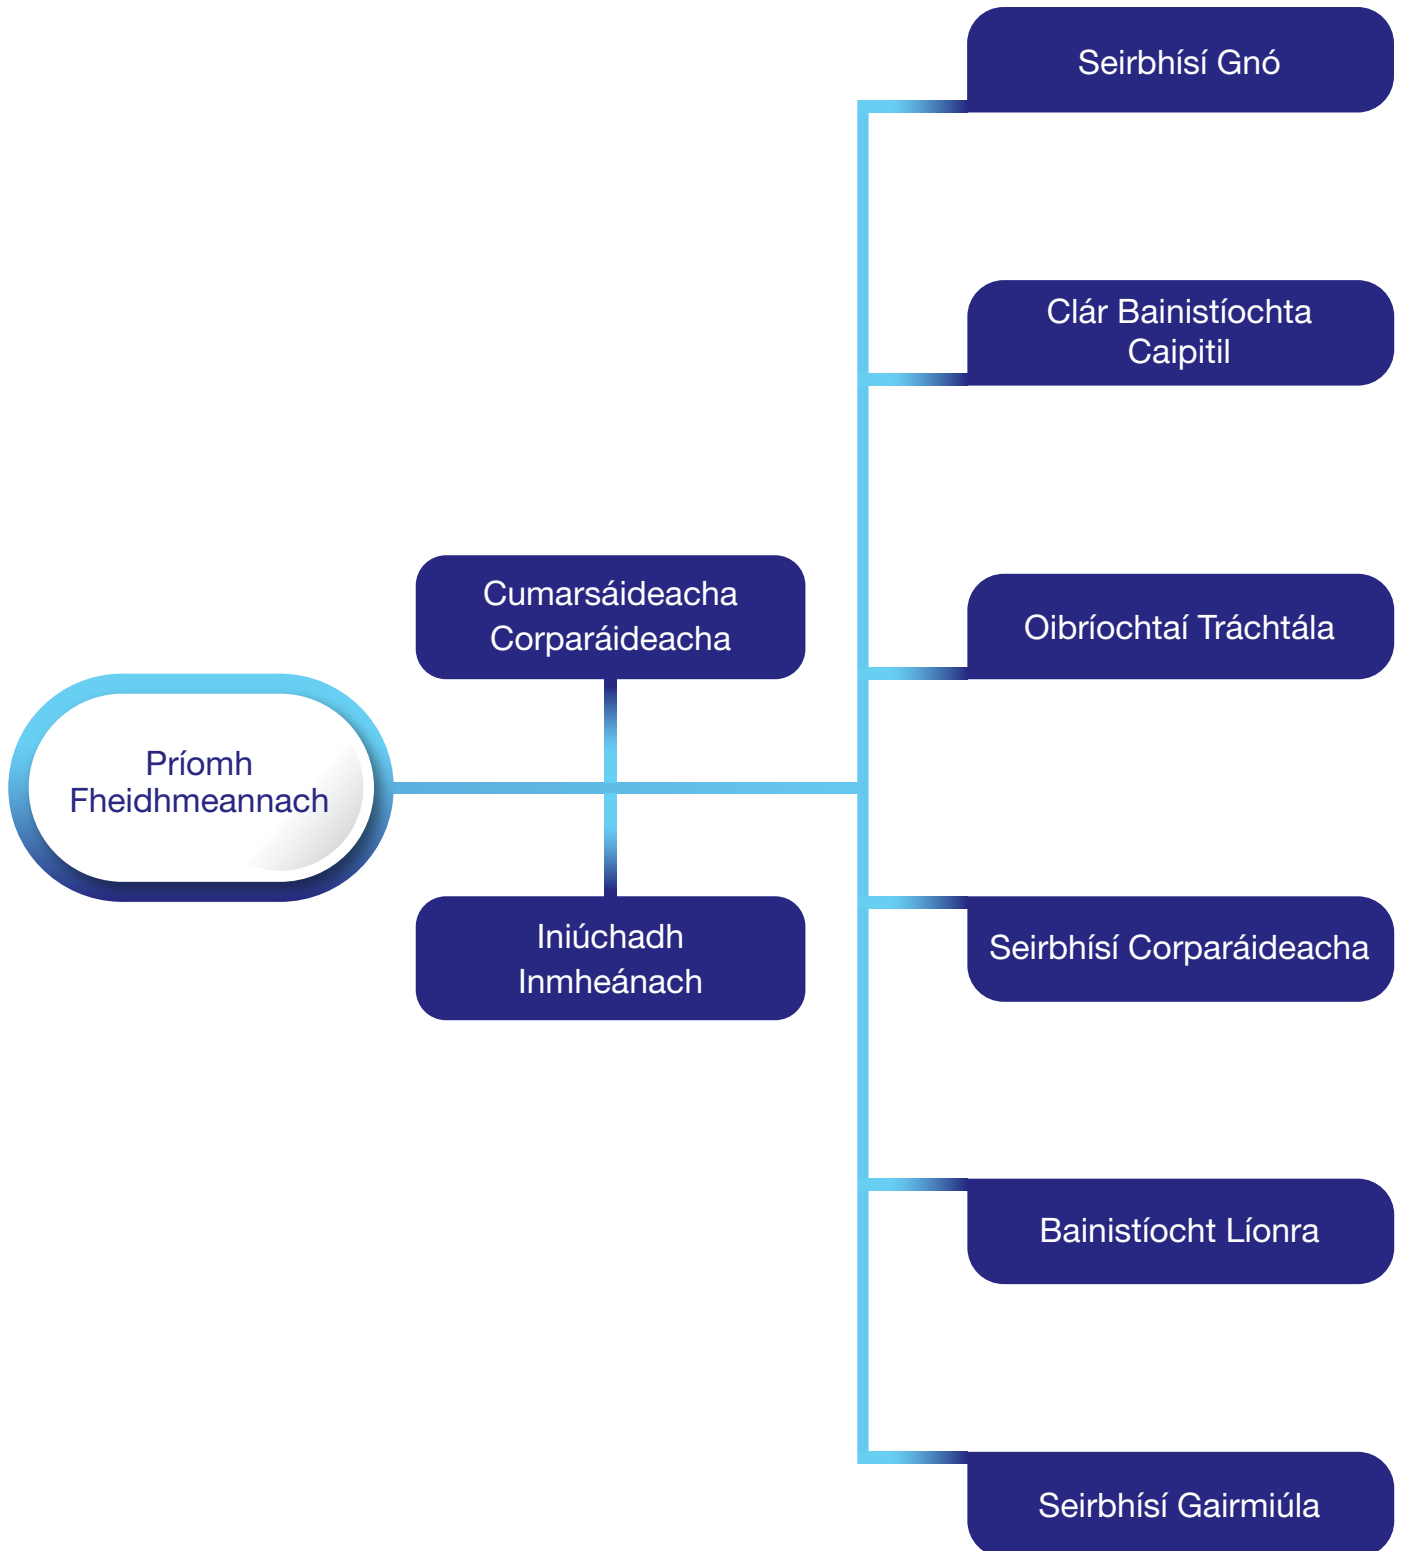 Príomh
Fheidhmeannach
Cumarsáideacha
Corparáideacha
Iniúchadh
Inmheánach
Seirbhísí Gnó
Clár Bainistíochta
Caipitil
Oibríochtaí Tráchtála
Seirbhísí Corparáideacha
Bainistíocht Líonra
Seirbhísí Gairmiúla